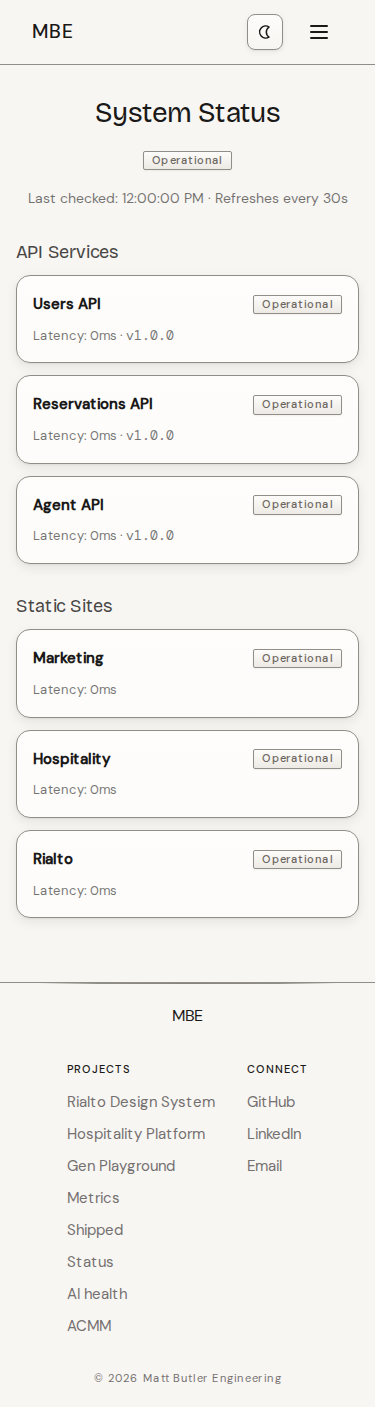 MBE
System Status
Operational
Last checked: 12:00:00 PM · Refreshes every 30s
API Services
Users API Operational
Latency: 0ms · v1.0.0
Reservations API Operational
Latency: 0ms · v1.0.0
Agent API Operational
Latency: 0ms · v1.0.0
Static Sites
Marketing Operational
Latency: 0ms
Hospitality Operational
Latency: 0ms
Rialto Operational
Latency: 0ms
MBE
PROJECTS
Rialto Design System
Hospitality Platform
Gen Playground
Metrics
Shipped
Status
AI health
ACMM
CONNECT
GitHub
LinkedIn
Email
© 2026 Matt Butler Engineering